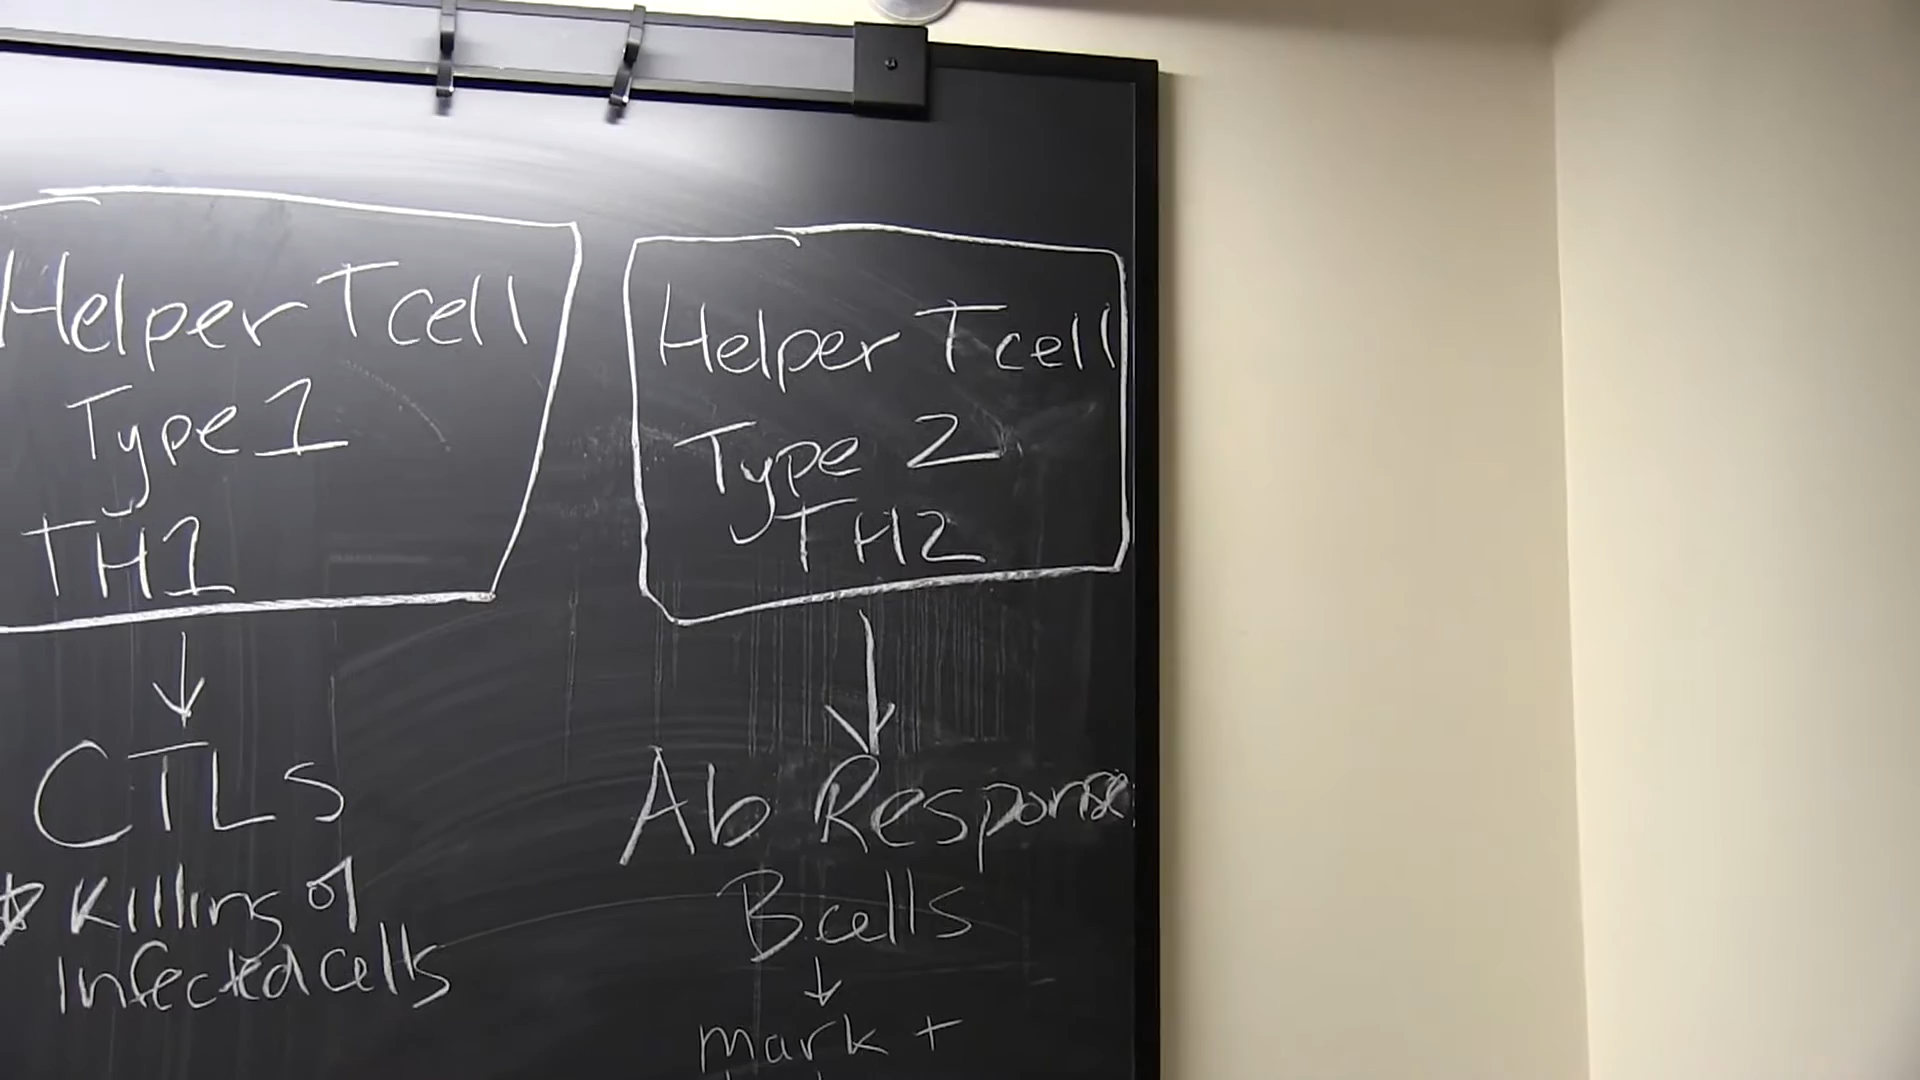 Helper T cell
Type 1
TH1
CTLs
Killing of
Infected cells
Helper T cell
Type 2
TH2
Ab Response
B cells
mark +